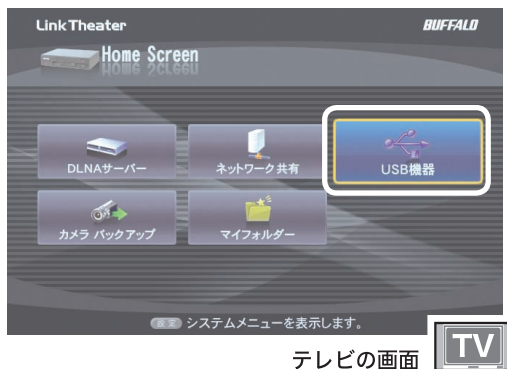 LinkTheater
BUFFALO
Home Screen
DLNAサーバー
ネットワーク共有
USB機器
カメラ バックアップ
マイフォルダー
設定 システムメニューを表示します。
テレビの画面
TV